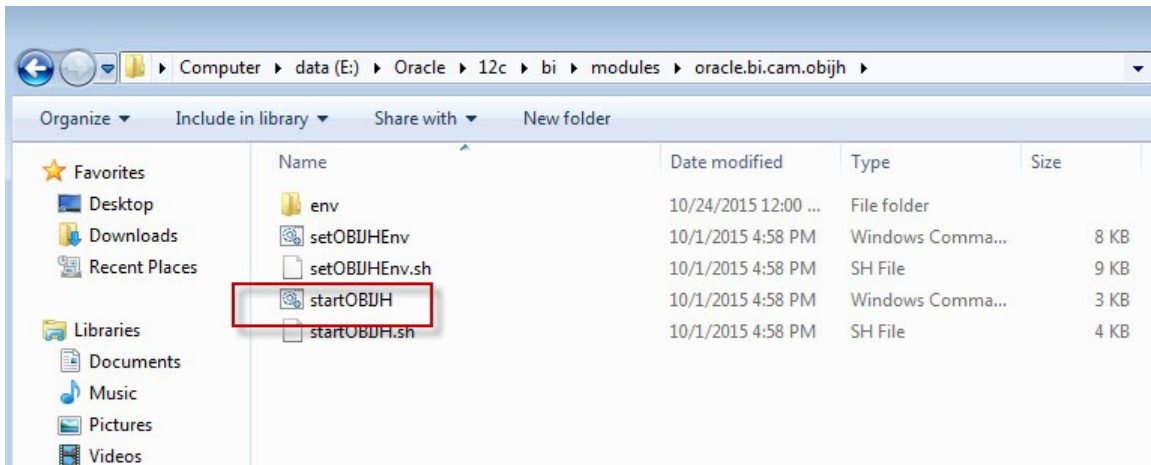 Computer data (E:) Oracle 12c bi modules oracle.bi.cam.obijh
Organize Include in library Share with New folder
Favorites
Desktop
Downloads
Recent Places
Libraries
Documents
Music
Pictures
Videos
Name Date modified Type Size
env 10/24/2015 12:00 ... File folder
setOBIJHEnv 10/1/2015 4:58 PM Windows Comma... 8 KB
setOBIJHEnv.sh 10/1/2015 4:58 PM SH File 9 KB
startOBIJH 10/1/2015 4:58 PM Windows Comma... 3 KB
startOBIJH.sh 10/1/2015 4:58 PM SH File 4 KB